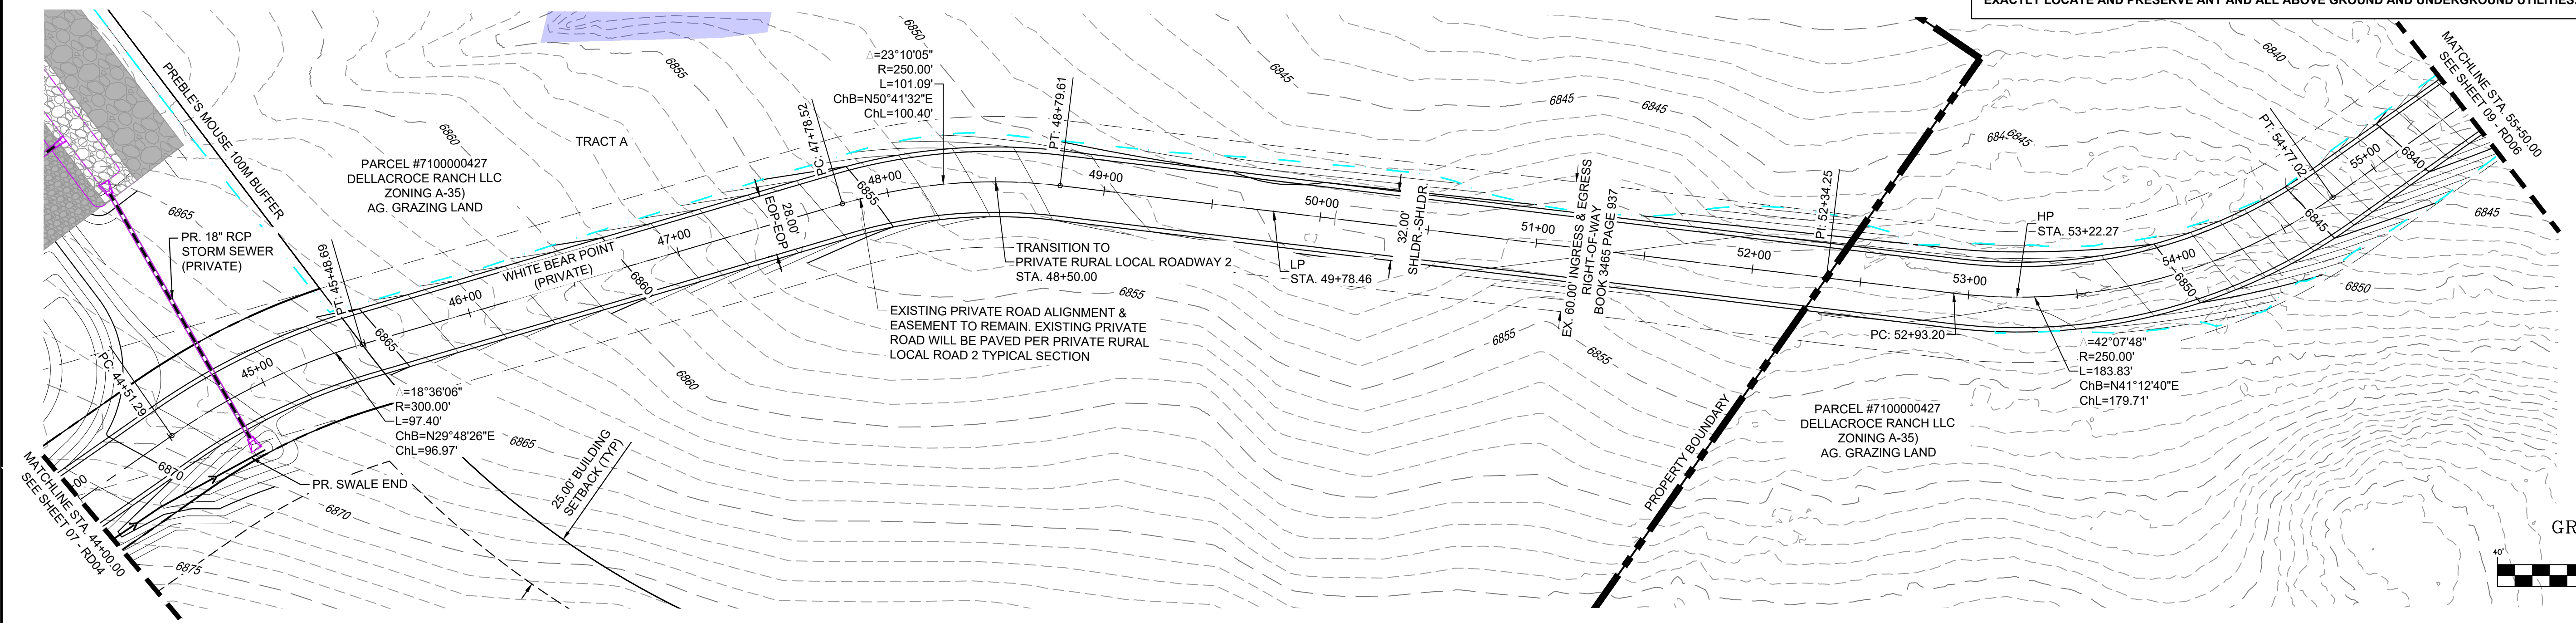 EXACTLY LOCATE AND PRESERVE ANY AND ALL ABOVE GROUND AND UNDERGROUND UTILITIES.
PREBLE'S MOUSE 100M BUFFER
6865
PR. 18" RCP
STORM SEWER
(PRIVATE)
PARCEL #7100000427
DELLACROCE RANCH LLC
ZONING A-35)
AG. GRAZING LAND
6860
TRACT A
6855
6850
△=23°10'05"
R=250.00'
L=101.09'
ChB=N50°41'32"E
ChL=100.40'
PC: 47+78.52
PT: 48+79.61
6845
6845
6845
6845
6840
MATCHLINE STA. 55+50.00
SEE SHEET 09 - RD06
PT: 54+77.02
55+00
6840
6845
6845
PT: 45+48.69
45+00
46+00
WHITE BEAR POINT
(PRIVATE)
47+00
28.00'
EOP-EOP
48+00
6855
49+00
50+00
32.00'
SHLDR.-SHLDR.
51+00
EX. 60.00' INGRESS & EGRESS
RIGHT-OF-WAY
BOOK 3465 PAGE 937
52+00
PI: 52+34.25
53+00
HP
STA. 53+22.27
54+00
6850
6850
TRANSITION TO
PRIVATE RURAL LOCAL ROADWAY 2
STA. 48+50.00
LP
STA. 49+78.46
6855
6860
6865
EXISTING PRIVATE ROAD ALIGNMENT &
EASEMENT TO REMAIN. EXISTING PRIVATE
ROAD WILL BE PAVED PER PRIVATE RURAL
LOCAL ROAD 2 TYPICAL SECTION
6855
6855
PC: 52+93.20
△=42°07'48"
R=250.00'
L=183.83'
ChB=N41°12'40"E
ChL=179.71'
PC: 44+51.29
△=18°36'06"
R=300.00'
L=97.40'
ChB=N29°48'26"E
ChL=96.97'
6860
6865
25.00' BUILDING
SETBACK (TYP)
PROPERTY BOUNDARY
PARCEL #7100000427
DELLACROCE RANCH LLC
ZONING A-35)
AG. GRAZING LAND
6870
PR. SWALE END
6870
6875
MATCHLINE STA. 44+00.00
SEE SHEET 07 - RD04
00
GR
40'